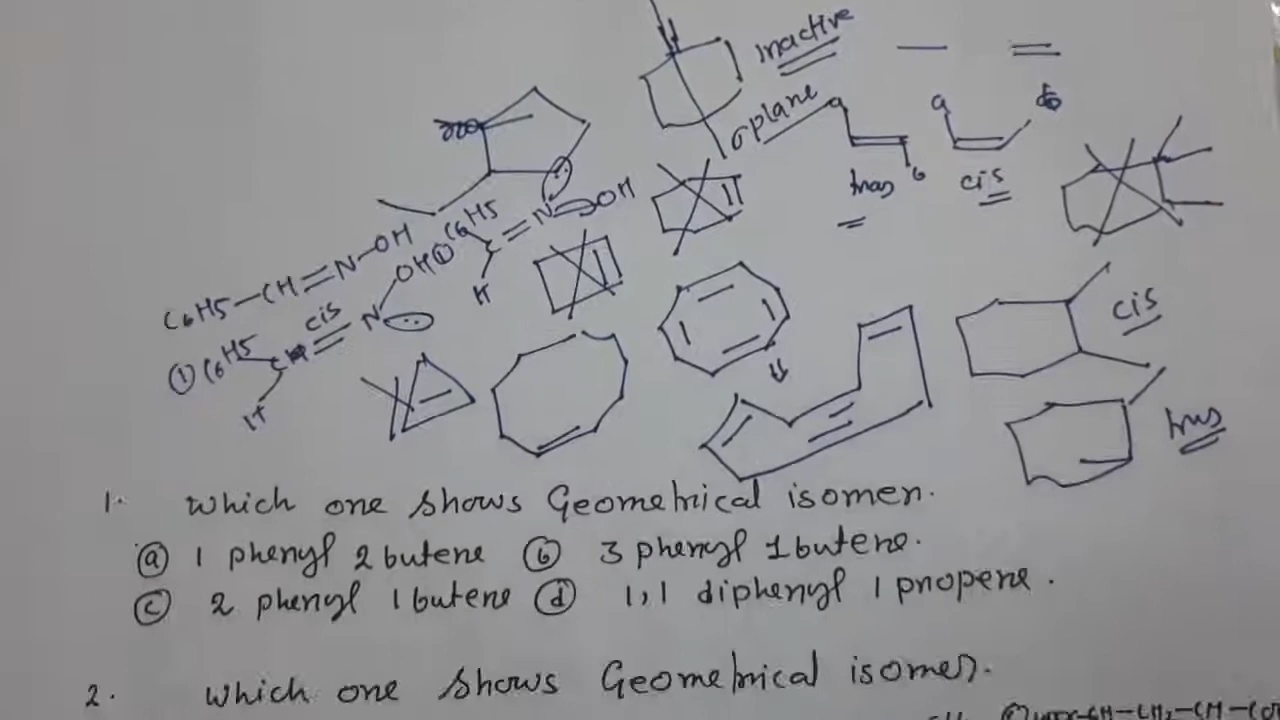 inactive
σ plane
a
b
trans
a
cis
C6H5-CH=N-OH
C6H5
N
OH
H
cis
① C6H5
N
OH
H
cis
trans
1. Which one shows Geometrical isomer.
ⓐ 1 phenyl 2 butene ⓑ 3 phenyl 1 butene.
ⓒ 2 phenyl 1 butene ⓓ 1,1 diphenyl 1 propene.
2. Which one shows Geometrical isomer.